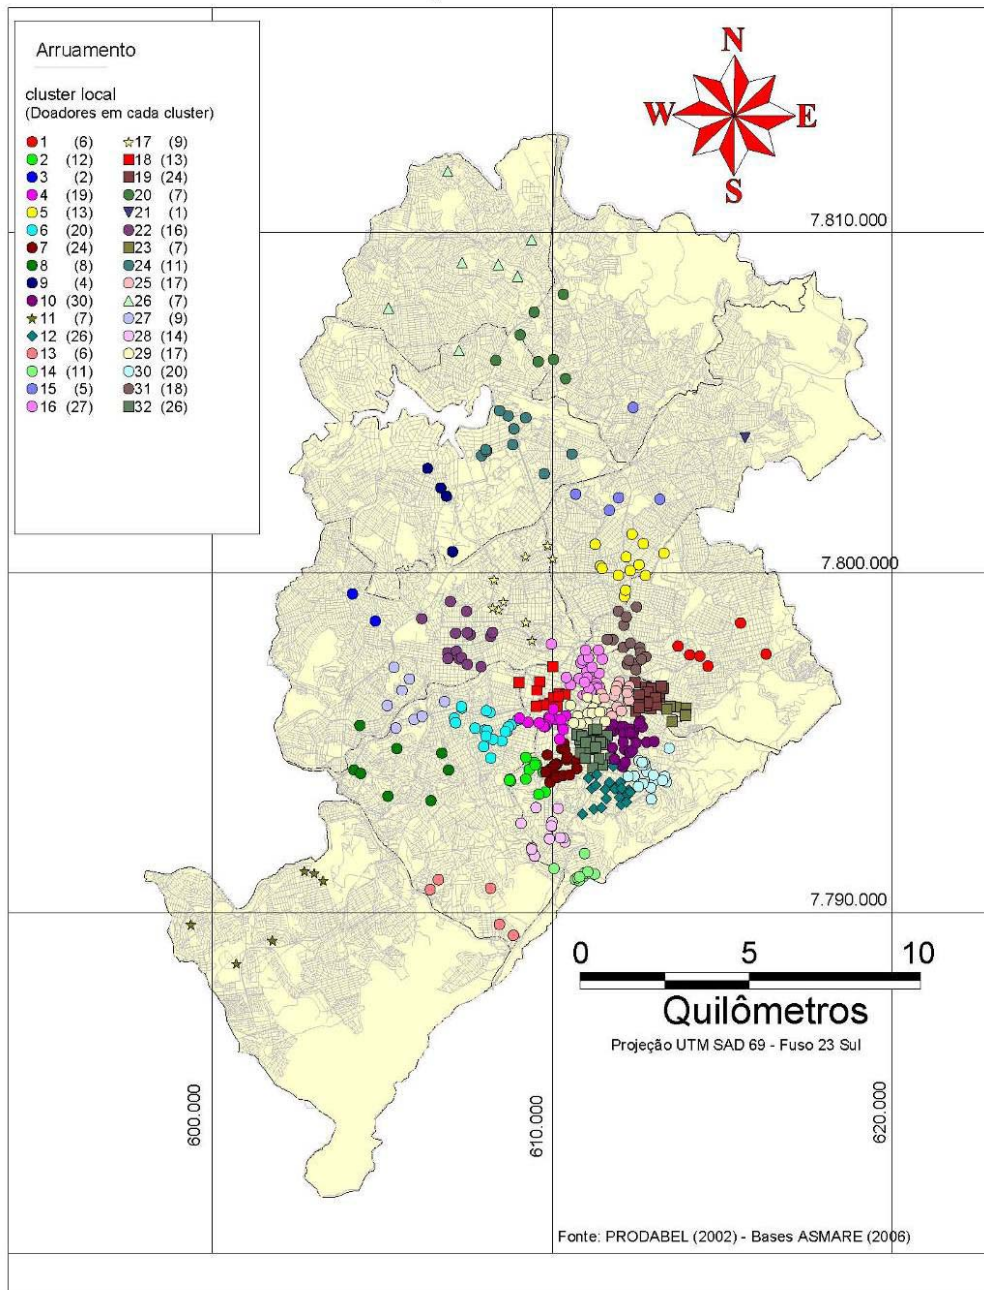 Arruamento
cluster local
(Doadores em cada cluster)
1 (6) 17 (9)
2 (12) 18 (13)
3 (2) 19 (24)
4 (19) 20 (7)
5 (13) 21 (1)
6 (20) 22 (16)
7 (24) 23 (7)
8 (8) 24 (11)
9 (4) 25 (17)
10 (30) 26 (7)
11 (7) 27 (9)
12 (26) 28 (14)
13 (6) 29 (17)
14 (11) 30 (20)
15 (5) 31 (18)
16 (27) 32 (26)
N
W E
S
7.810.000
7.800.000
7.790.000
0 5 10
Quilômetros
Projeção UTM SAD 69 - Fuso 23 Sul
600.000
610.000
620.000
Fonte: PRODABEL (2002) - Bases ASMARE (2006)